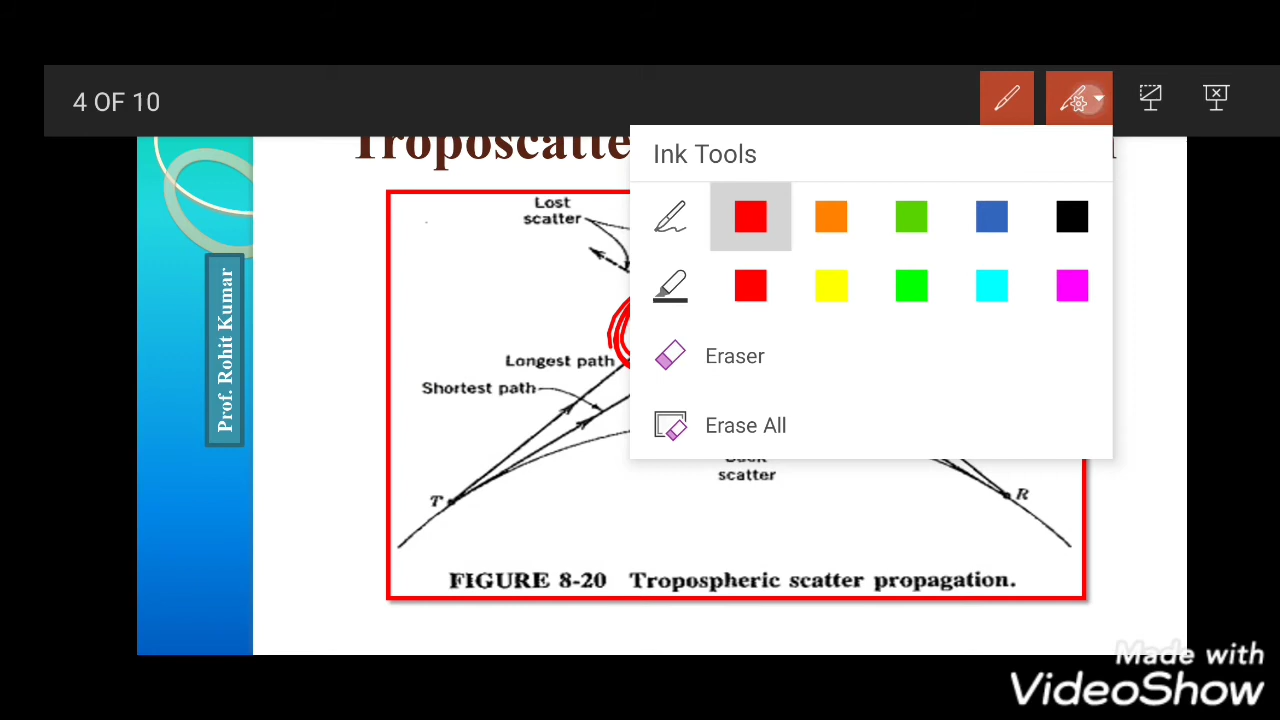 4 OF 10
Ink Tools
Eraser
Erase All
Prof. Rohit Kumar
Troposcatte
Lost
scatter
Longest path
Shortest path
scatter
T
R
FIGURE 8-20 Tropospheric scatter propagation.
Made with
VideoShow